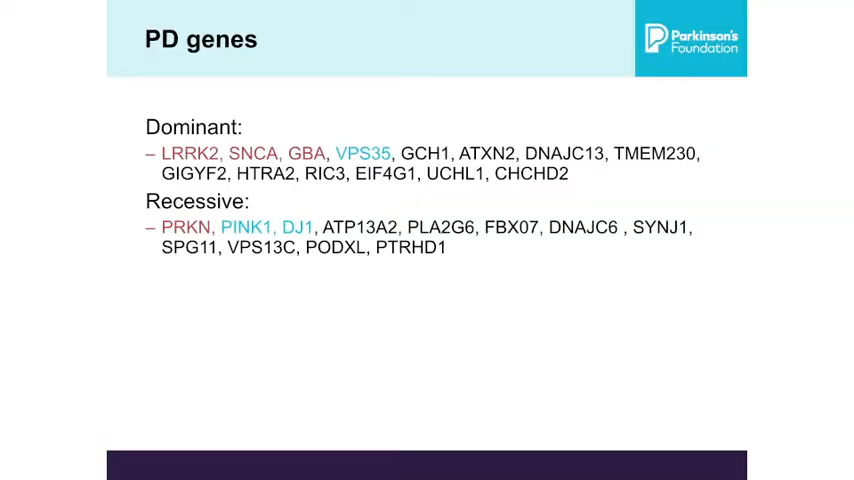 PD genes
Parkinson's
Foundation
Dominant:
– LRRK2, SNCA, GBA, VPS35, GCH1, ATXN2, DNAJC13, TMEM230,
GIGYF2, HTRA2, RIC3, EIF4G1, UCHL1, CHCHD2
Recessive:
– PRKN, PINK1, DJ1, ATP13A2, PLA2G6, FBX07, DNAJC6 , SYNJ1,
SPG11, VPS13C, PODXL, PTRHD1